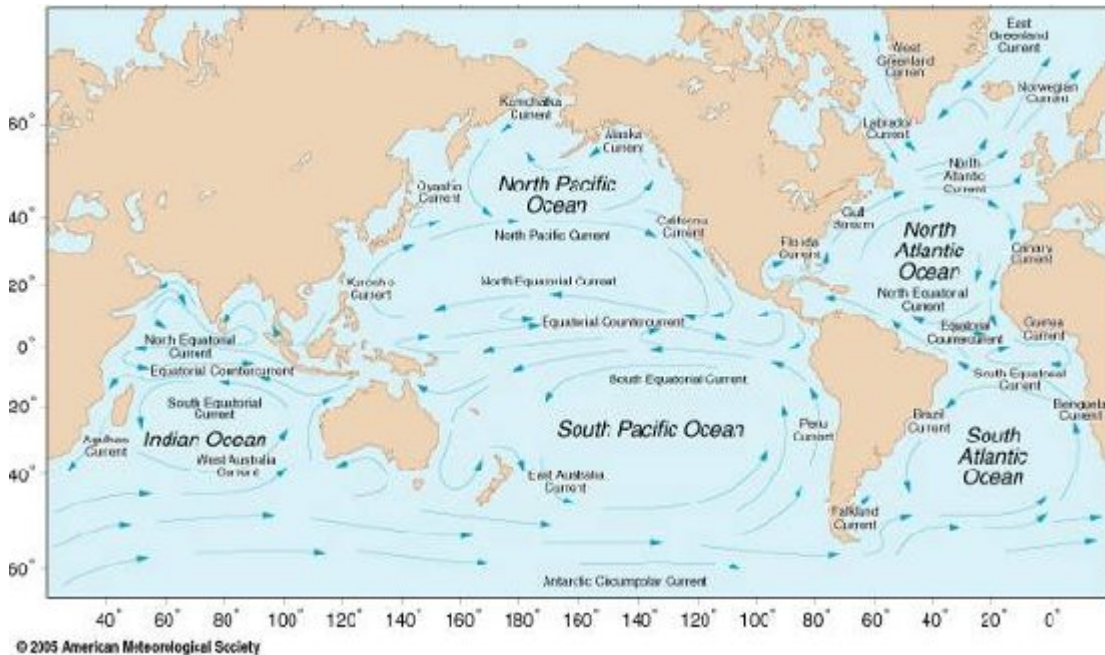 East
Greenland
Current
West
Greenland
Current
Norwegian
Current
Kamchatka
Current
60°
Labrador
Current
Alaska
Current
North
Atlantic
Current
Oyashio
Current
North Pacific
Ocean
40°
California
Current
Gulf
Stream
North
Atlantic
Ocean
North Pacific Current
Florida
Current
Canary
Current
20°
Kuroshio
Current
North Equatorial Current
North Equatorial
Current
Equatorial Countercurrent
Equatorial
Countercurrent
Guinea
Current
0°
North Equatorial
Current
Equatorial Countercurrent
South Equatorial Current
South Equatorial
Current
20°
South Equatorial
Current
Peru
Current
Brazil
Current
Benguela
Current
Agulhas
Current
Indian Ocean
South Pacific Ocean
South
Atlantic
Ocean
West Australia
Current
40°
East Australia
Current
Falkland
Current
60°
Antarctic Circumpolar Current
40° 60° 80° 100° 120° 140° 160° 180° 160° 140° 120° 100° 80° 60° 40° 20° 0°
© 2005 American Meteorological Society